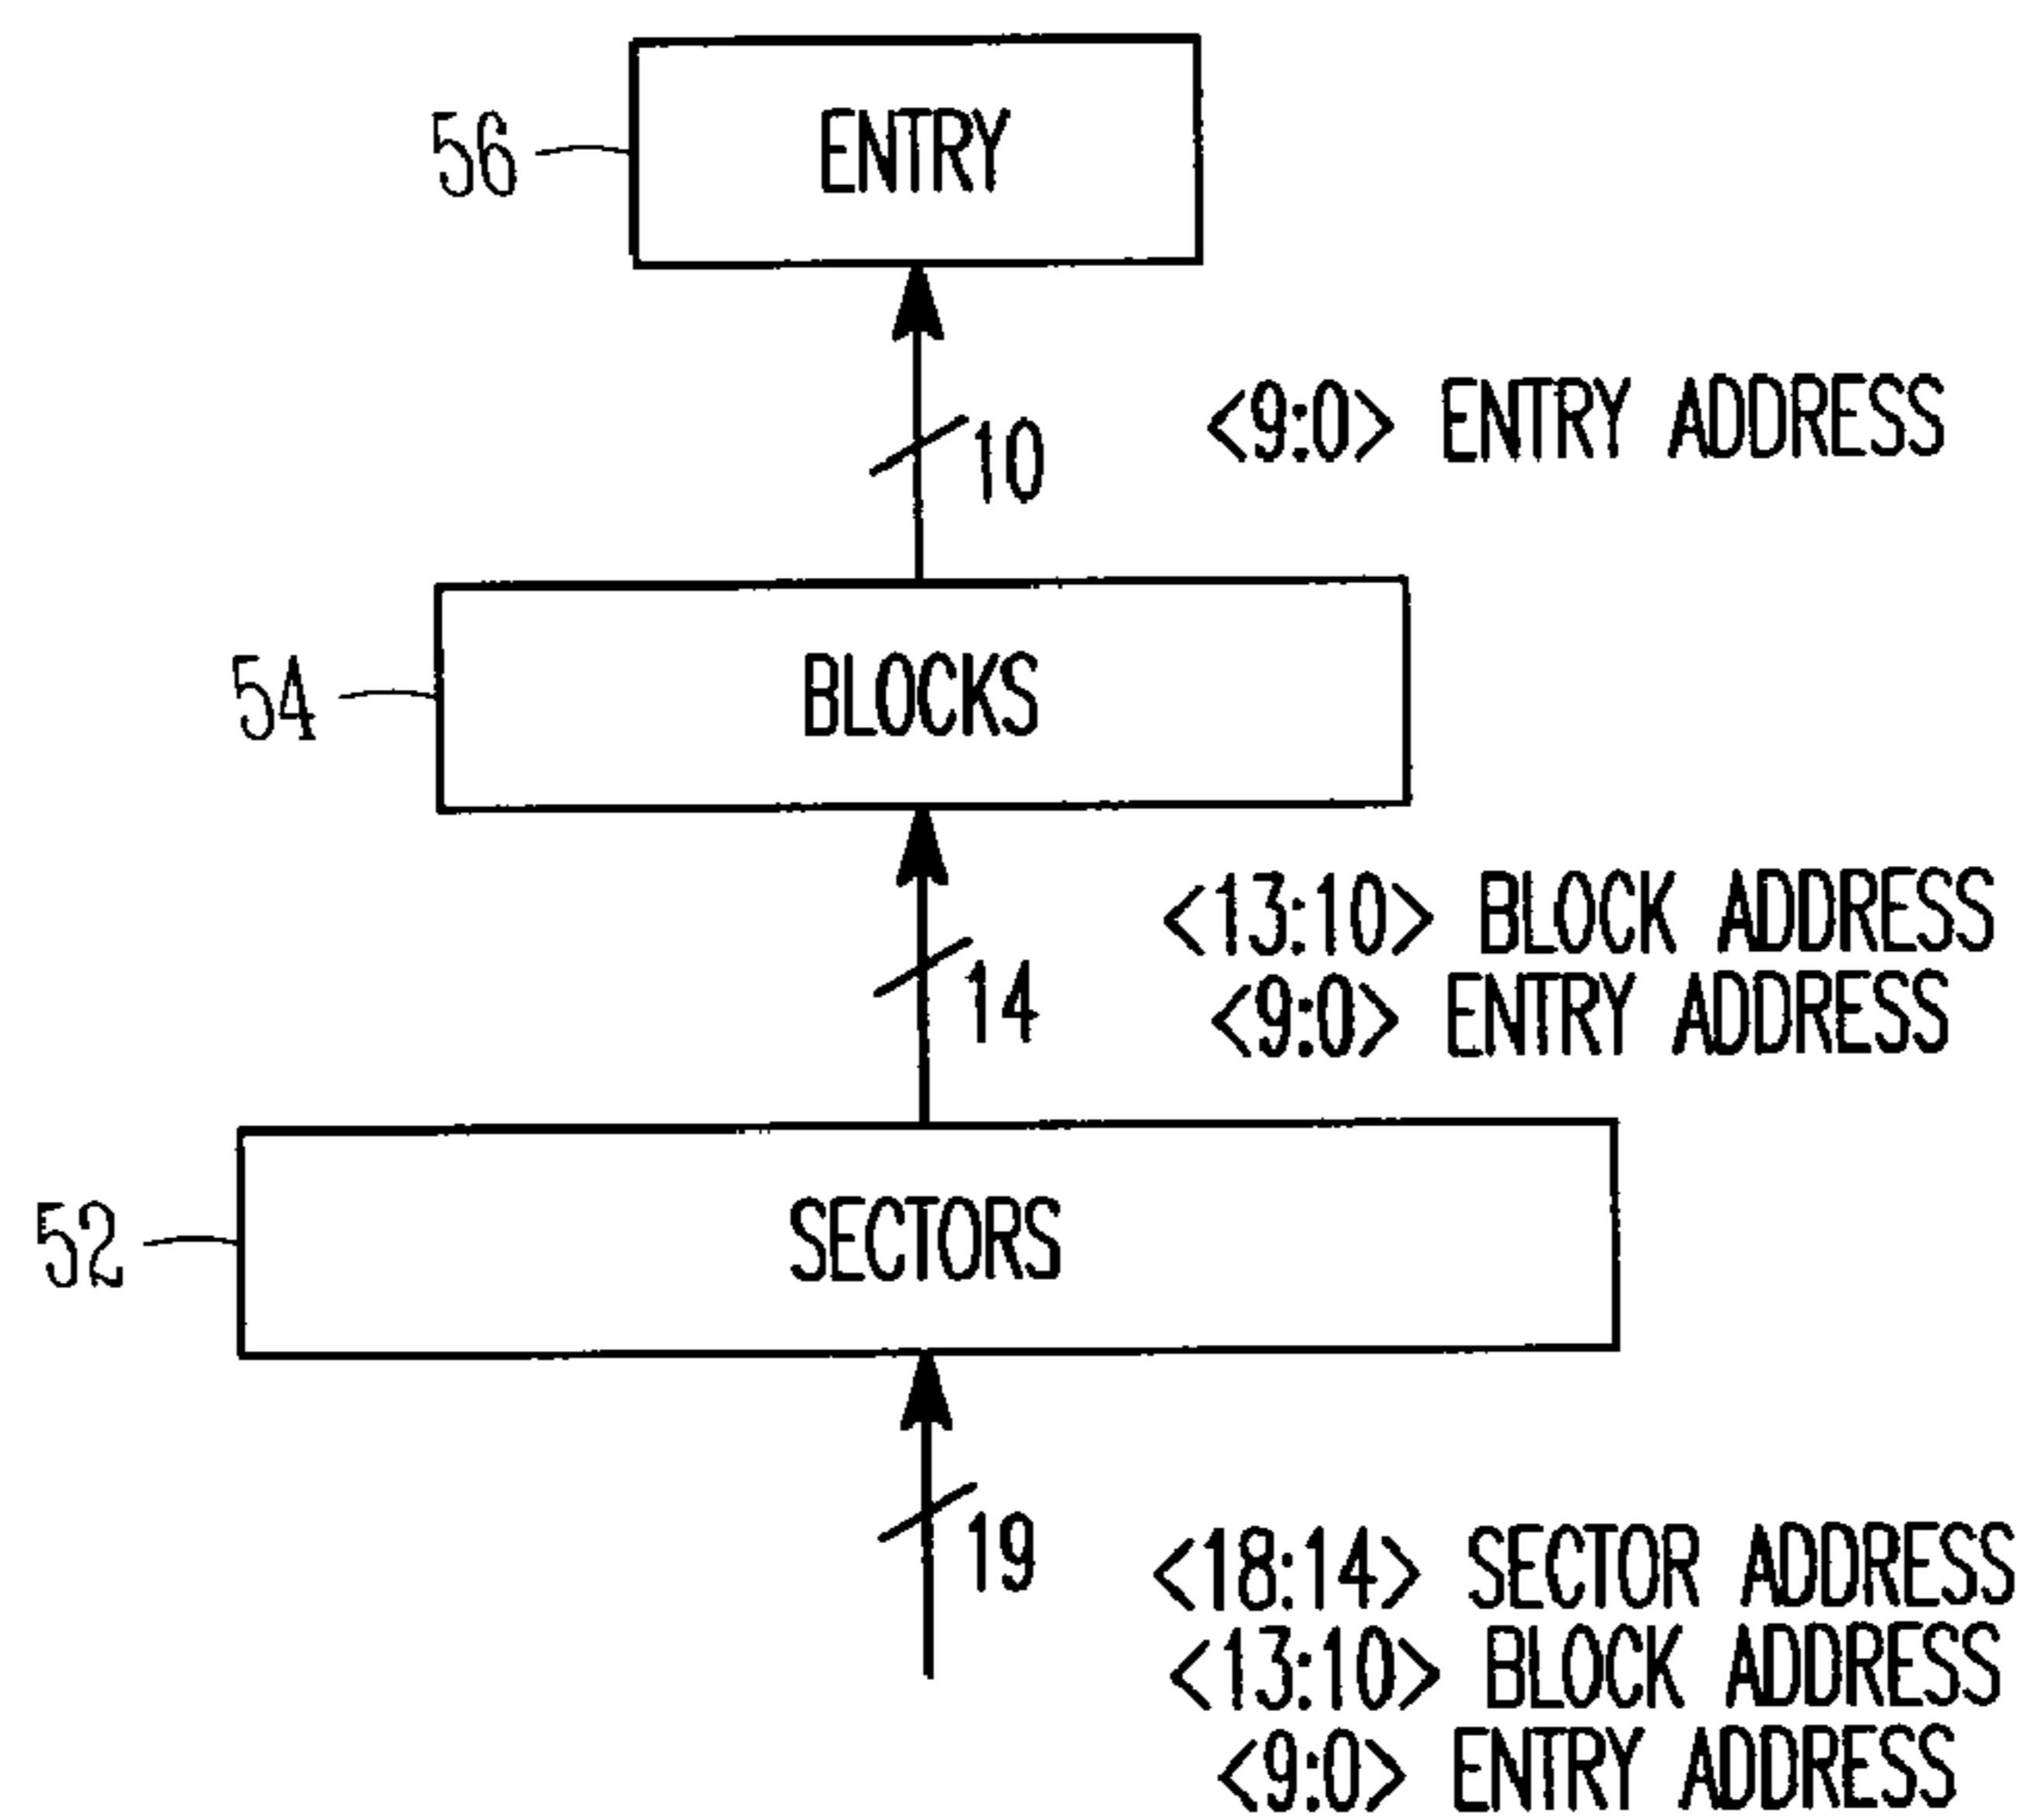 56
ENTRY
10
<9:0> ENTRY ADDRESS
54
BLOCKS
14
<13:10> BLOCK ADDRESS
<9:0> ENTRY ADDRESS
52
SECTORS
19
<18:14> SECTOR ADDRESS
<13:10> BLOCK ADDRESS
<9:0> ENTRY ADDRESS